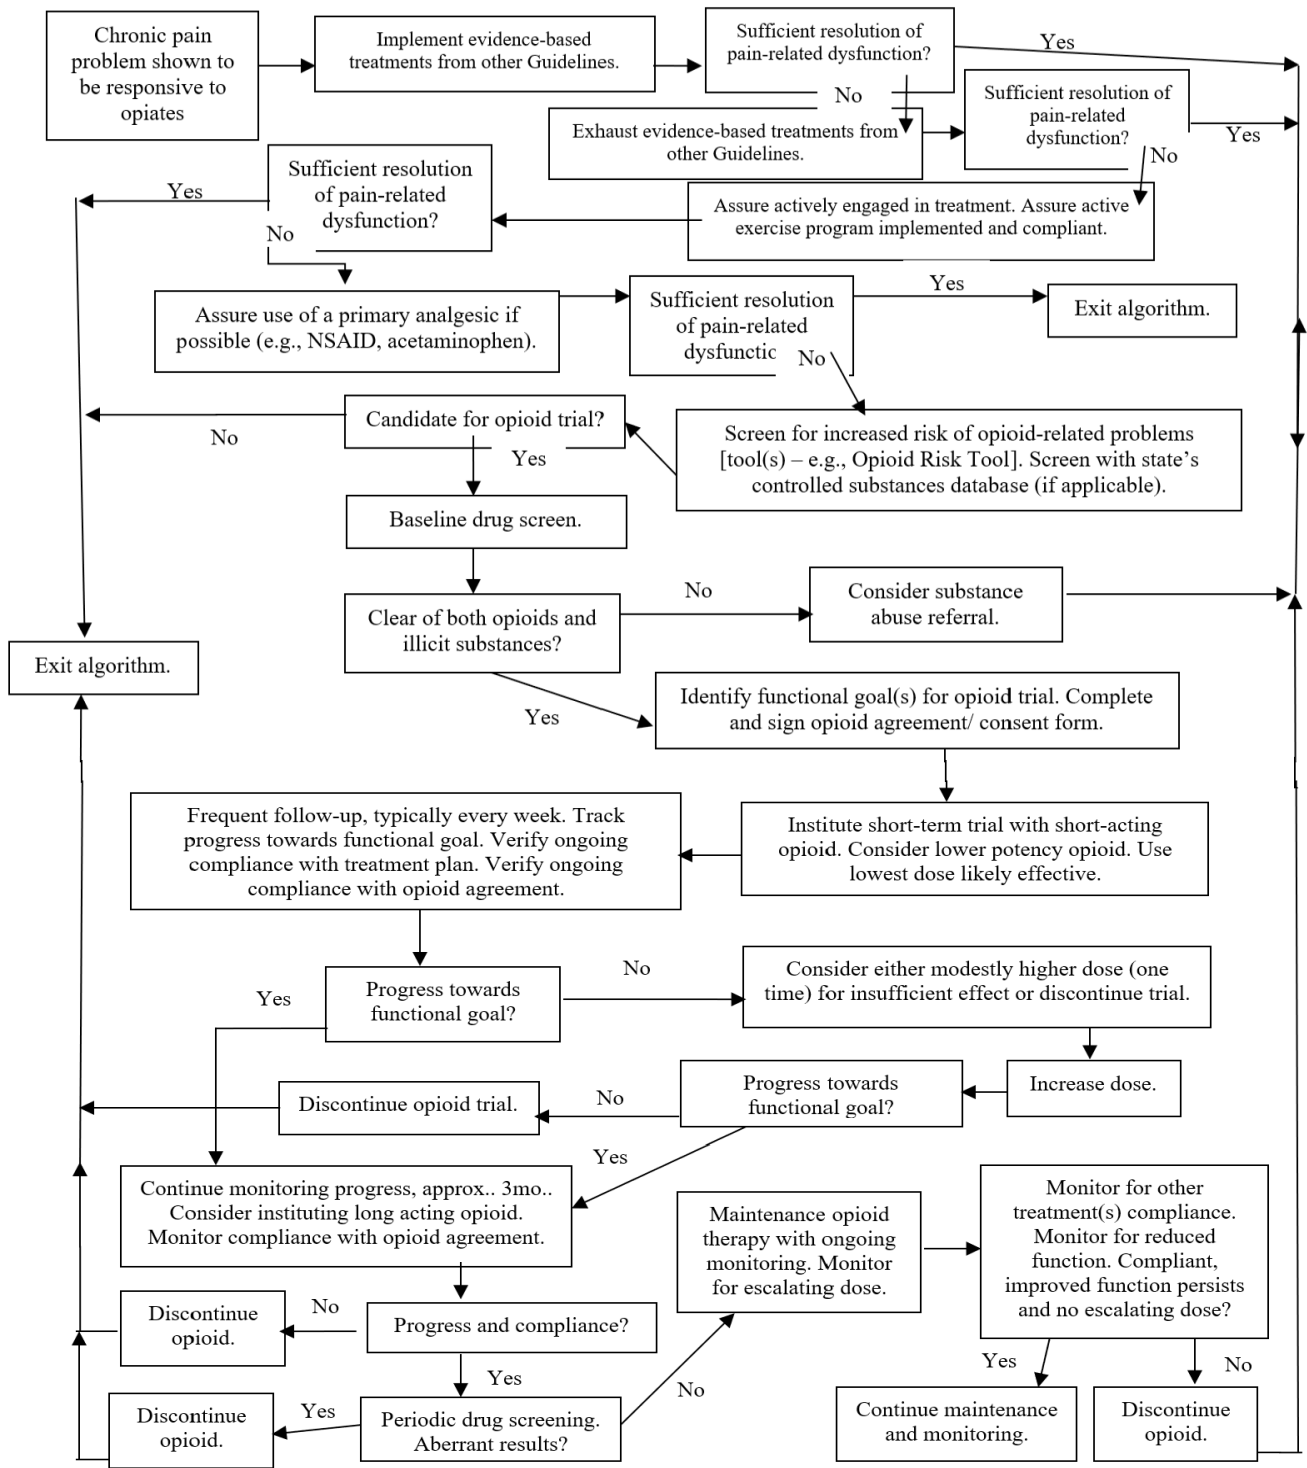 Chronic pain
problem shown to
be responsive to
opiates
Implement evidence-based
treatments from other Guidelines.
Sufficient resolution of
pain-related dysfunction?
Yes
No
Exhaust evidence-based treatments from
other Guidelines.
Sufficient resolution of
pain-related
dysfunction?
Yes
No
Assure actively engaged in treatment. Assure active
exercise program implemented and compliant.
Sufficient resolution
of pain-related
dysfunction?
Yes
No
Assure use of a primary analgesic if
possible (e.g., NSAID, acetaminophen).
Sufficient resolution
of pain-related
dysfunctic
Yes
Exit algorithm.
No
Screen for increased risk of opioid-related problems
[tool(s) – e.g., Opioid Risk Tool]. Screen with state's
controlled substances database (if applicable).
Candidate for opioid trial?
No
Yes
Baseline drug screen.
Clear of both opioids and
illicit substances?
No
Consider substance
abuse referral.
Exit algorithm.
Yes
Identify functional goal(s) for opioid trial. Complete
and sign opioid agreement/ consent form.
Institute short-term trial with short-acting
opioid. Consider lower potency opioid. Use
lowest dose likely effective.
Frequent follow-up, typically every week. Track
progress towards functional goal. Verify ongoing
compliance with treatment plan. Verify ongoing
compliance with opioid agreement.
Progress towards
functional goal?
Yes
No
Consider either modestly higher dose (one
time) for insufficient effect or discontinue trial.
Increase dose.
Progress towards
functional goal?
No
Discontinue opioid trial.
Yes
Continue monitoring progress, approx.. 3mo..
Consider instituting long acting opioid.
Monitor compliance with opioid agreement.
Progress and compliance?
No
Discontinue
opioid.
Yes
Periodic drug screening.
Aberrant results?
Yes
Discontinue
opioid.
No
Maintenance opioid
therapy with ongoing
monitoring. Monitor
for escalating dose.
Monitor for other
treatment(s) compliance.
Monitor for reduced
function. Compliant,
improved function persists
and no escalating dose?
Yes
No
Continue maintenance
and monitoring.
Discontinue
opioid.